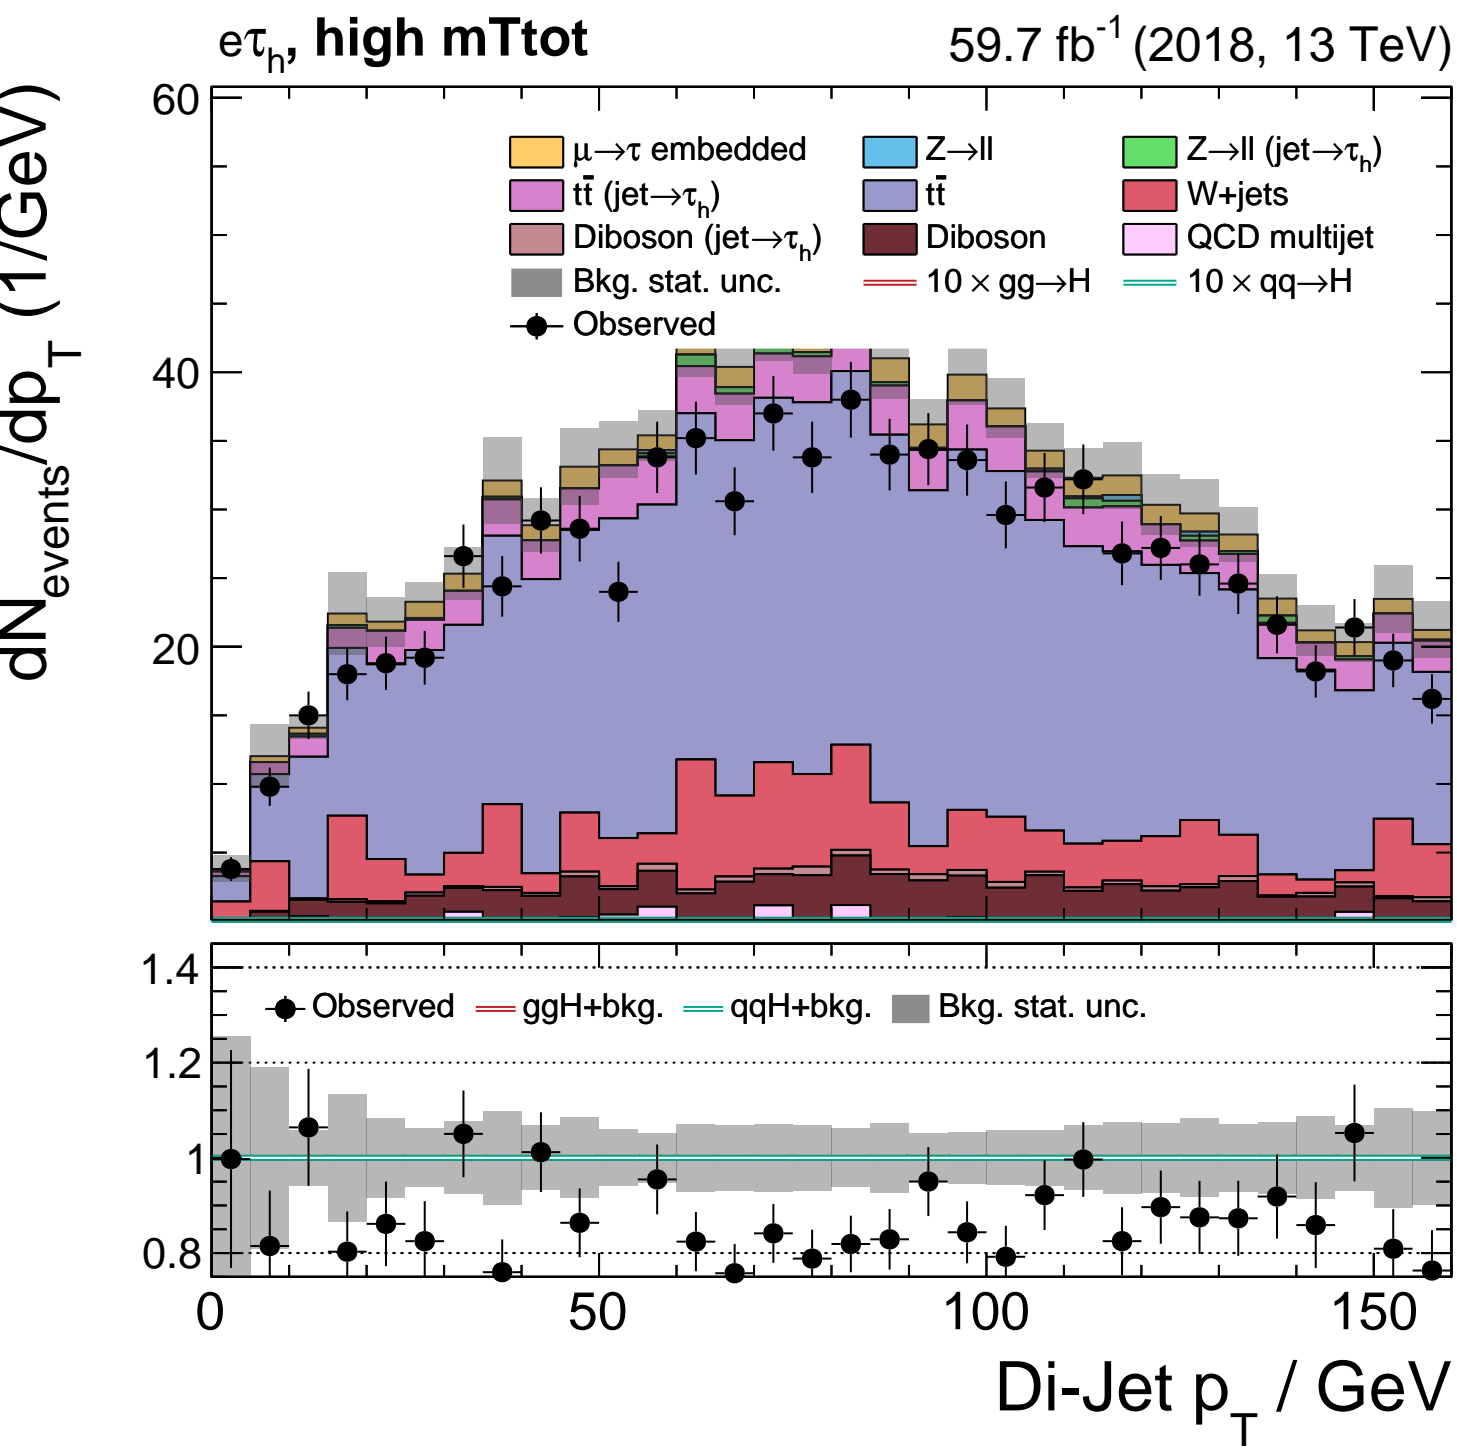 eτh, high mTtot 59.7 fb-1 (2018, 13 TeV)
dNevents/dpT (1/GeV)
60
40
20
μ→τ embedded Z→ll Z→ll (jet→τh)
tt̄ (jet→τh) tt̄ W+jets
Diboson (jet→τh) Diboson QCD multijet
Bkg. stat. unc. 10 × gg→H 10 × qq→H
Observed
1.4
1.2
1
0.8
Observed ggH+bkg. qqH+bkg. Bkg. stat. unc.
0 50 100 150
Di-Jet pT / GeV